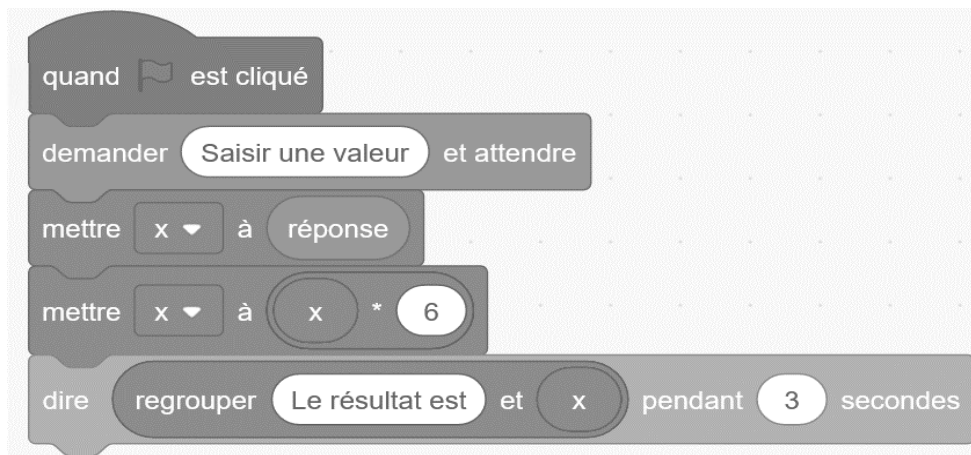 quand est cliqué
demander Saisir une valeur et attendre
mettre x à réponse
mettre x à x * 6
dire regrouper Le résultat est et x pendant 3 secondes